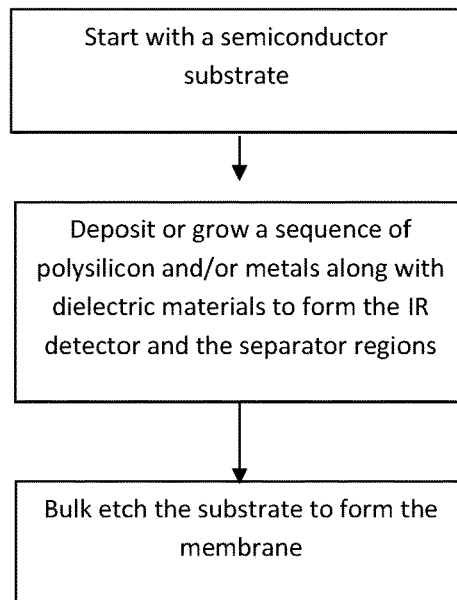 Start with a semiconductor
substrate
Deposit or grow a sequence of
polysilicon and/or metals along with
dielectric materials to form the IR
detector and the separator regions
Bulk etch the substrate to form the
membrane